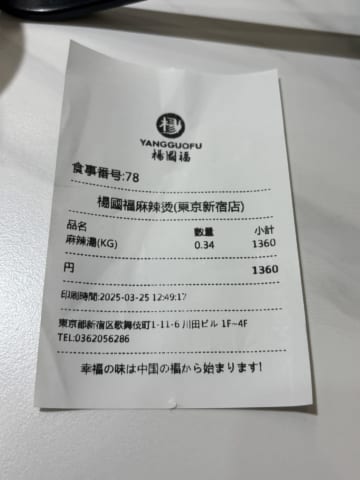 楊
YANGGUOFU
楊國福
食事番号:78
楊國福麻辣烫(東京新宿店)
品名 数量 小計
麻辣湯(KG) 0.34 1360
円 1360
印刷時間:2025-03-25 12:49:17
東京都新宿区歌舞伎町1-11-6 川田ビル 1F~4F
TEL:0362056286
幸福の味は中国の福から始まります!